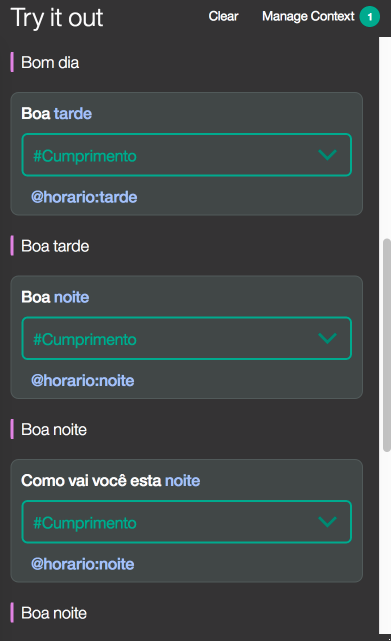 Try it out Clear Manage Context 1
Bom dia
Boa tarde
#Cumprimento
@horario:tarde
Boa tarde
Boa noite
#Cumprimento
@horario:noite
Boa noite
Como vai você esta noite
#Cumprimento
@horario:noite
Boa noite